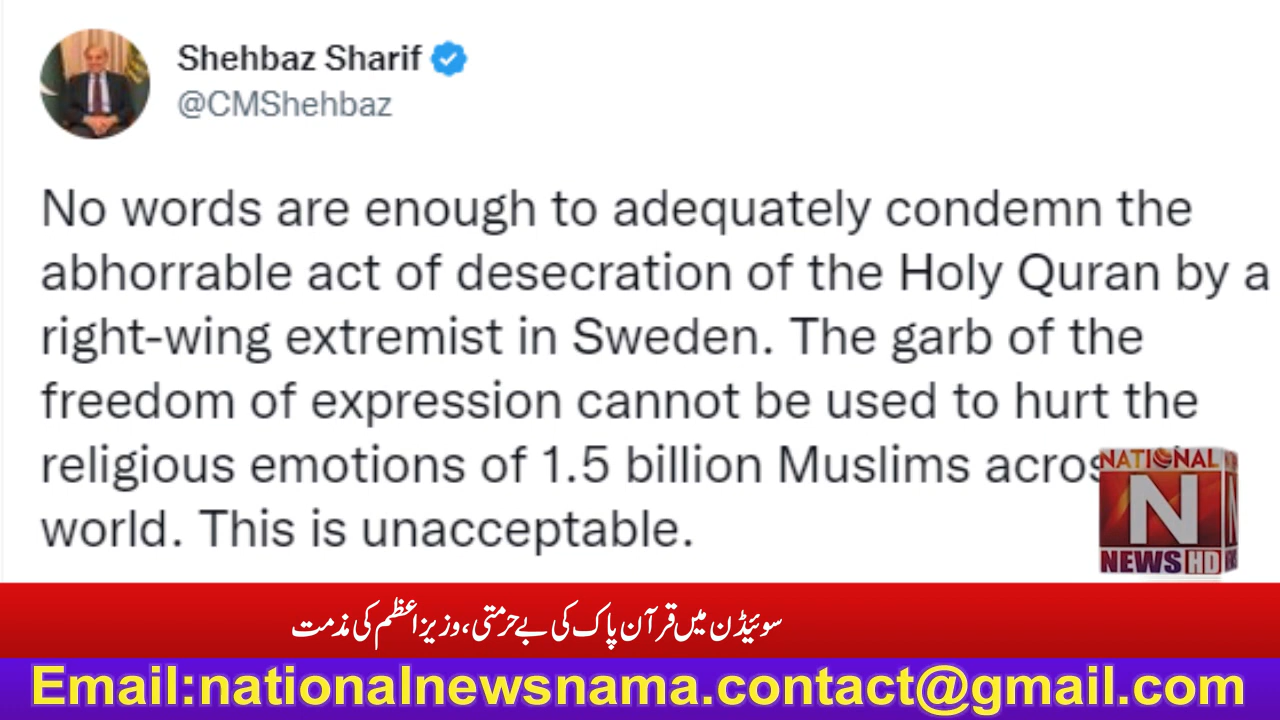 Shehbaz Sharif
@CMShehbaz
No words are enough to adequately condemn the
abhorrable act of desecration of the Holy Quran by a
right-wing extremist in Sweden. The garb of the
freedom of expression cannot be used to hurt the
religious emotions of 1.5 billion Muslims acros
world. This is unacceptable.
NATIONAL
N
NEWS HD
سوئیڈن میں قرآن پاک کی بے حرمتی، وزیراعظم کی مذمت
Email:nationalnewsnama.contact@gmail.com